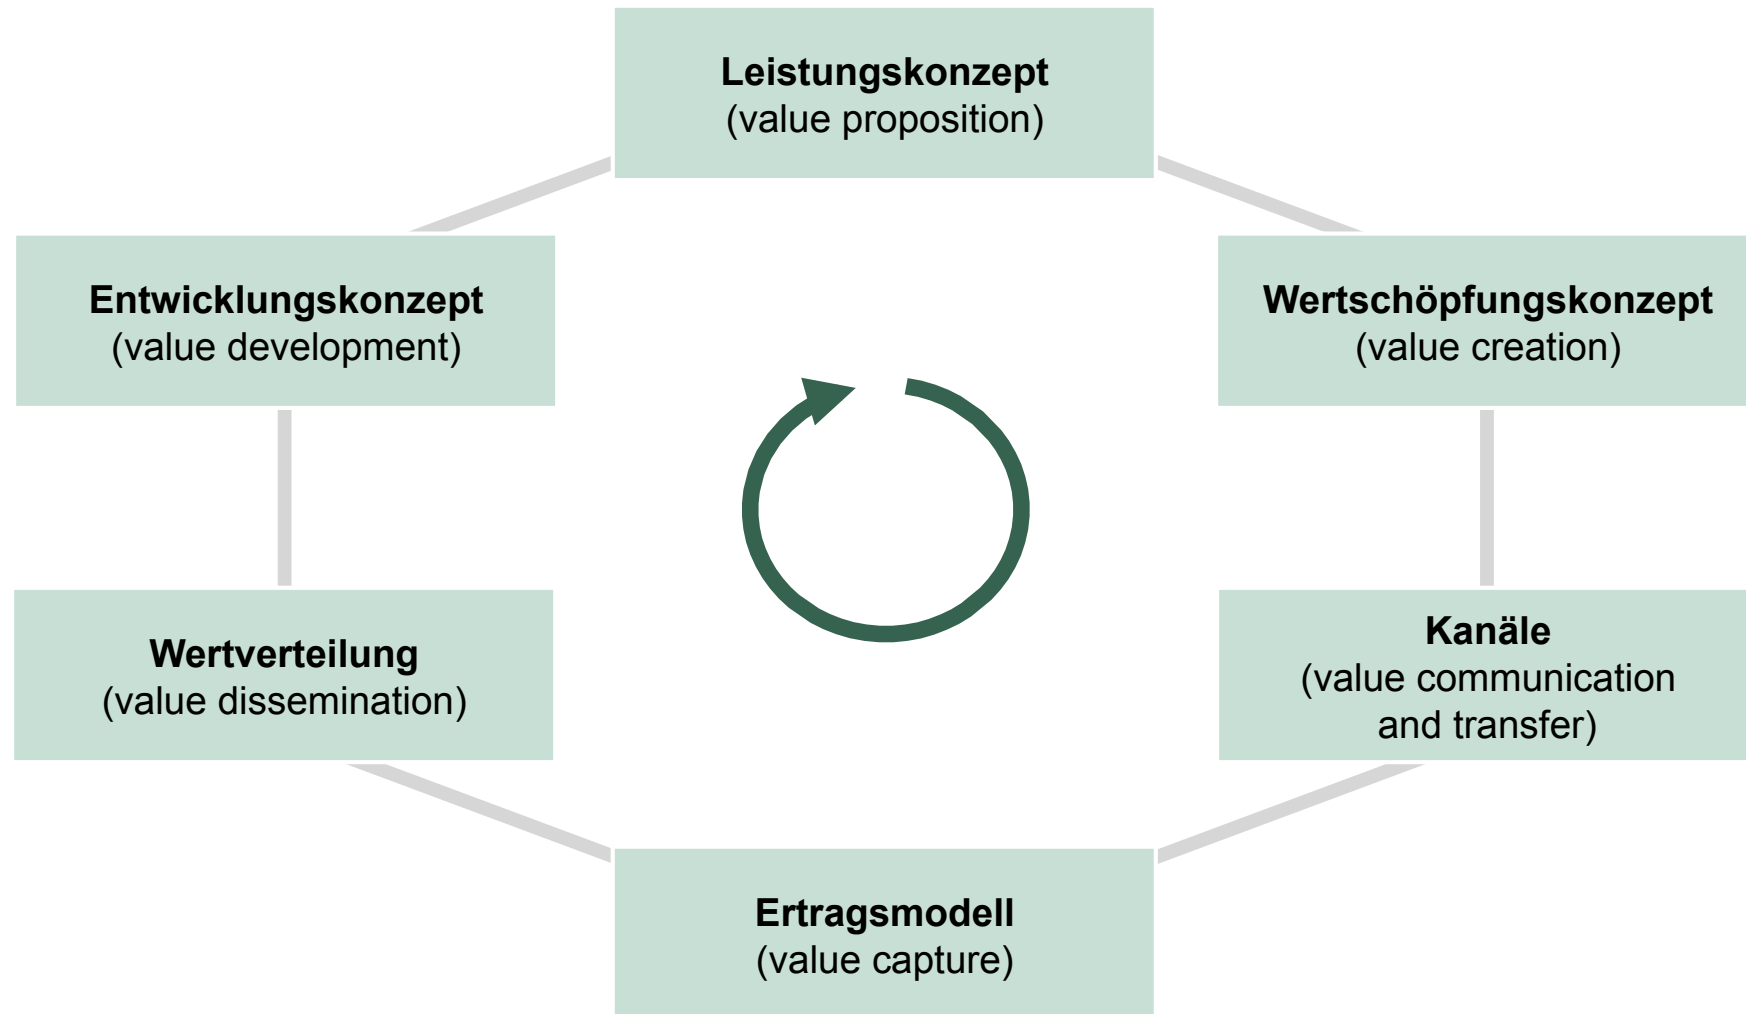 Leistungskonzept
(value proposition)
Entwicklungskonzept
(value development)
Wertschöpfungskonzept
(value creation)
Wertverteilung
(value dissemination)
Kanäle
(value communication
and transfer)
Ertragsmodell
(value capture)